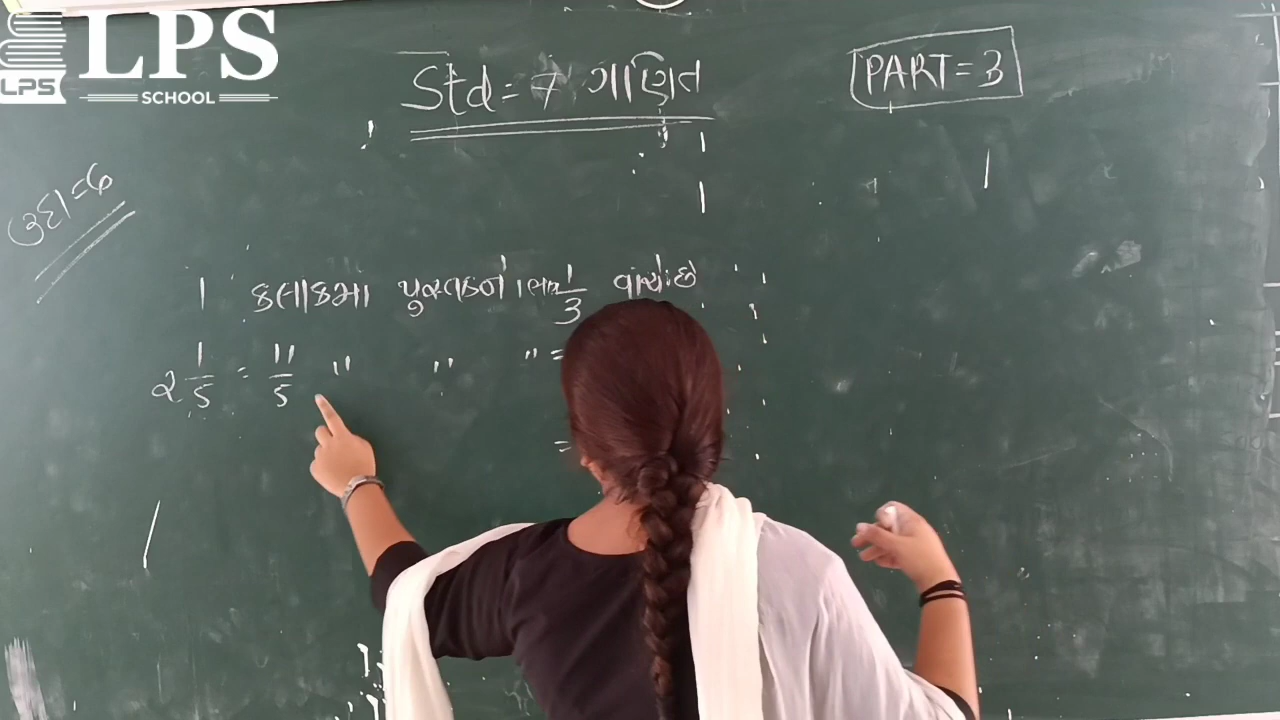 LPS
LPS
SCHOOL
Std = 7 ગાણિત
PART = 3
ઉદા = 6
1 કલાકમા પુસ્તકનો ભાગ 1/3 વાચેછે
2 1/5 = 11/5 " " " =
=